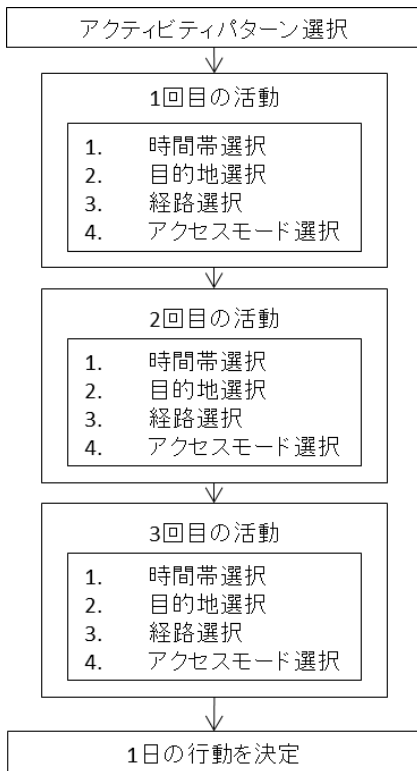 アクティビティパターン選択
1回目の活動
1. 時間帯選択
2. 目的地選択
3. 経路選択
4. アクセスモード選択
2回目の活動
1. 時間帯選択
2. 目的地選択
3. 経路選択
4. アクセスモード選択
3回目の活動
1. 時間帯選択
2. 目的地選択
3. 経路選択
4. アクセスモード選択
1日の行動を決定